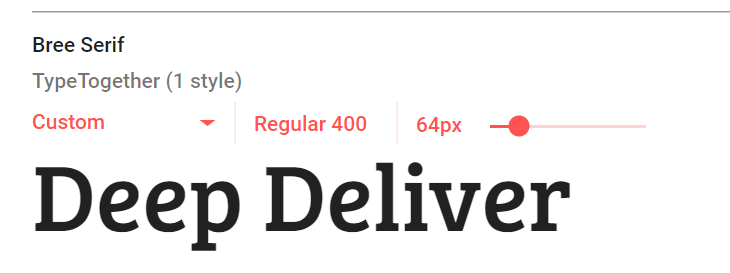 Bree Serif
TypeTogether (1 style)
Custom Regular 400 64px
Deep Deliver